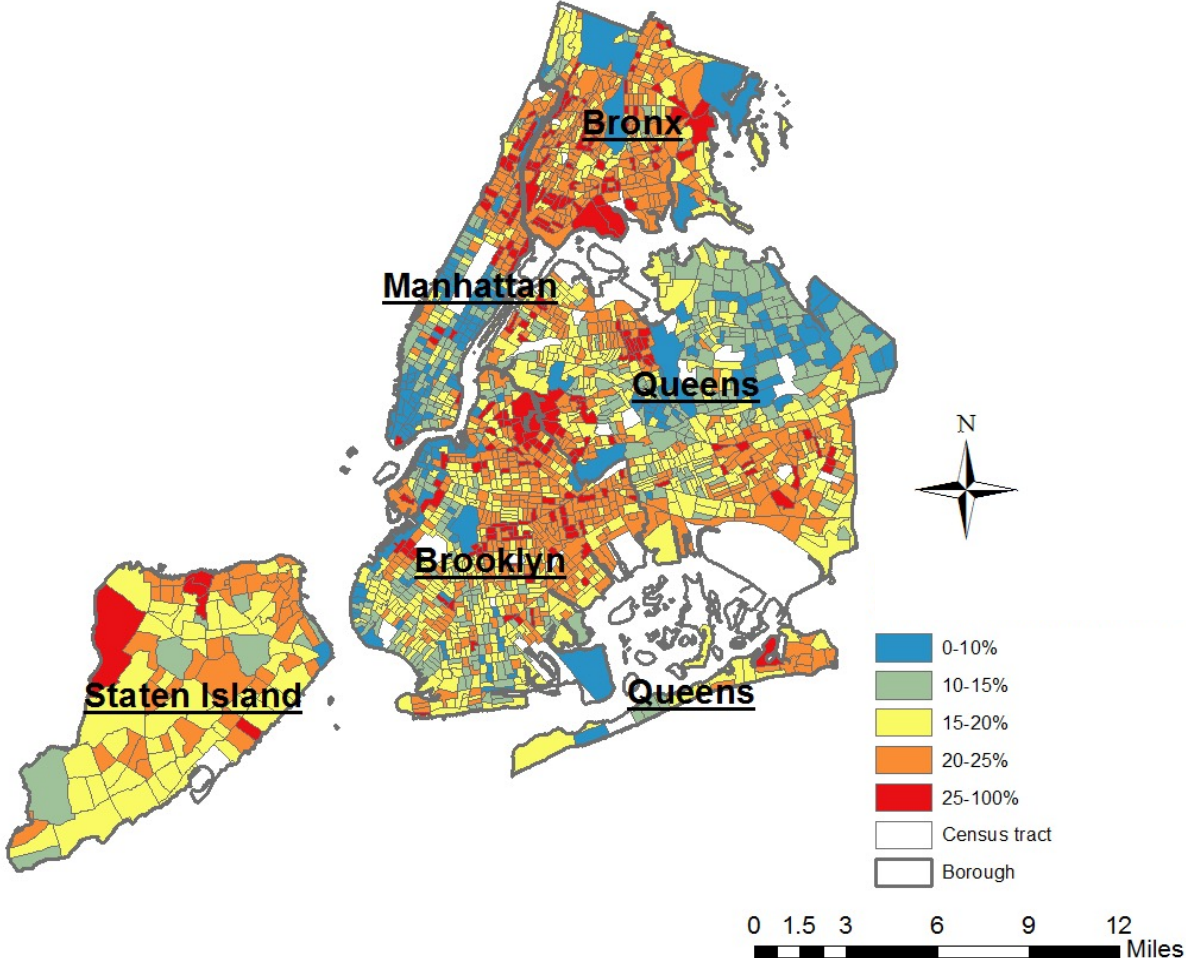 Bronx
Manhattan
Queens
Brooklyn
Staten Island
Queens
N
0-10%
10-15%
15-20%
20-25%
25-100%
Census tract
Borough
0 1.5 3 6 9 12
Miles